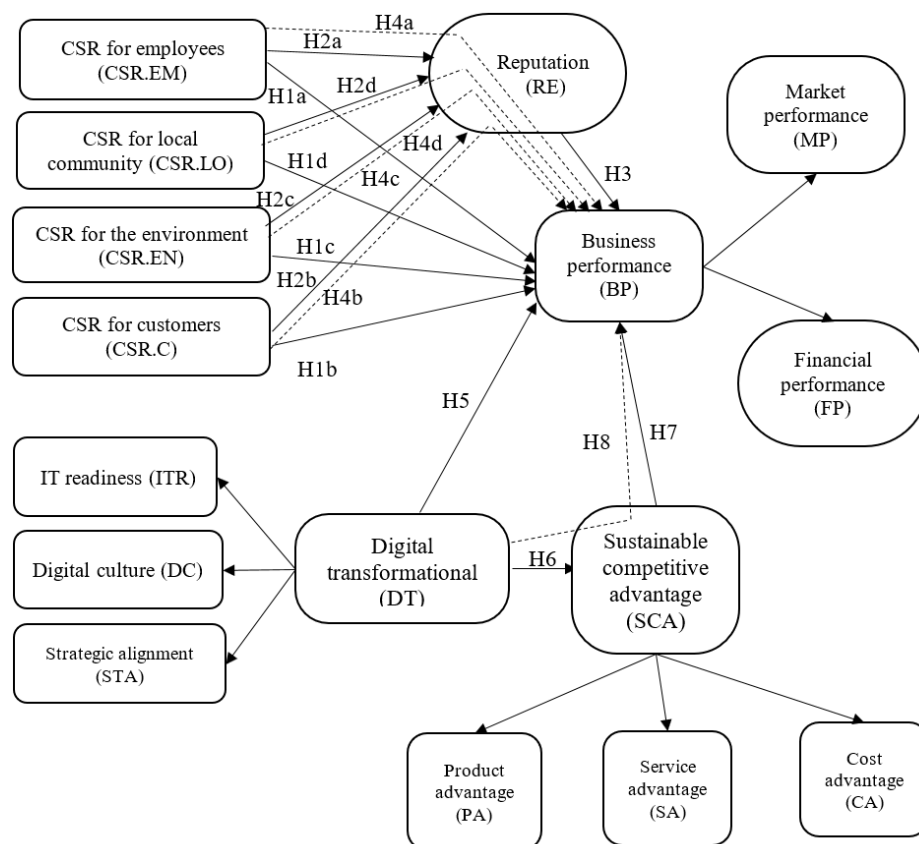 CSR for employees
(CSR.EM)
H4a
H2a
Reputation
(RE)
Market
performance
(MP)
H1a
H2d
CSR for local
community (CSR.LO)
H4d
H1d
H4c
H3
H2c
CSR for the environment
(CSR.EN)
Business
performance
(BP)
H1c
H2b
H4b
CSR for customers
(CSR.C)
H1b
Financial
performance
(FP)
H5
H8
H7
IT readiness (ITR)
Digital culture (DC)
Strategic alignment
(STA)
Digital
transformational
(DT)
H6
Sustainable
competitive
advantage
(SCA)
Product
advantage
(PA)
Service
advantage
(SA)
Cost
advantage
(CA)